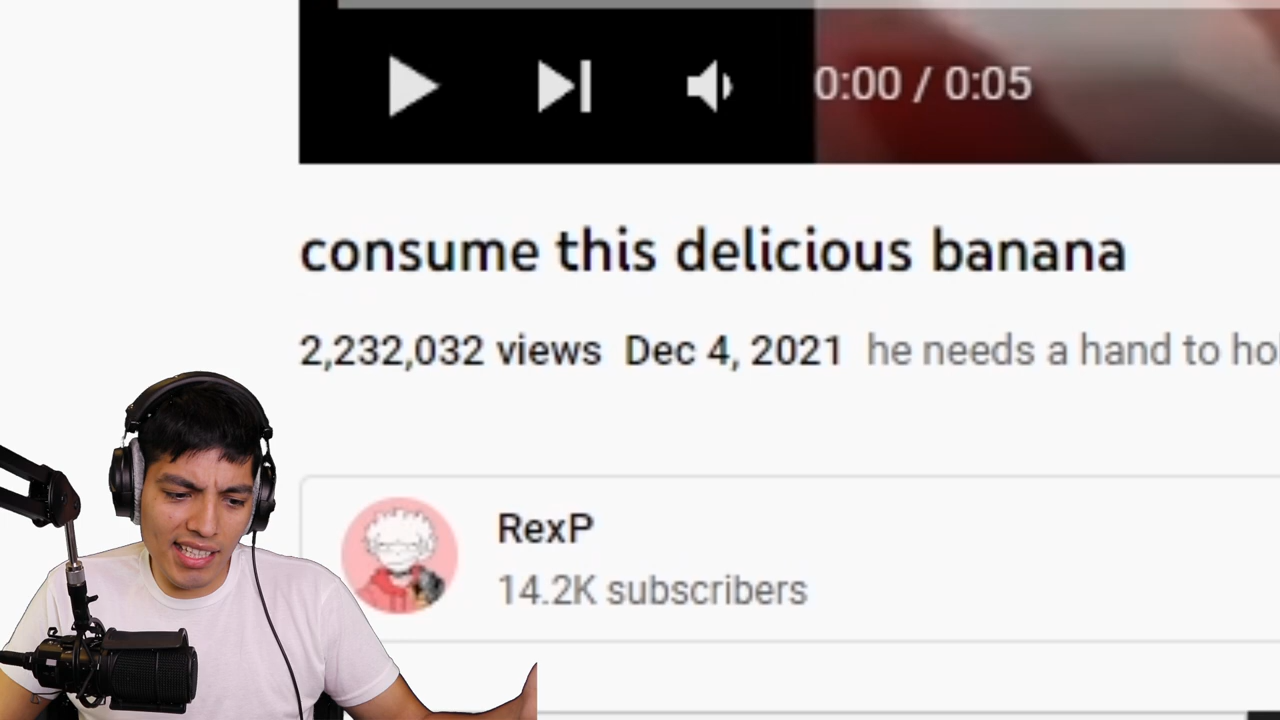 0:00 / 0:05
consume this delicious banana
2,232,032 views Dec 4, 2021 he needs a hand to
RexP
14.2K subscribers